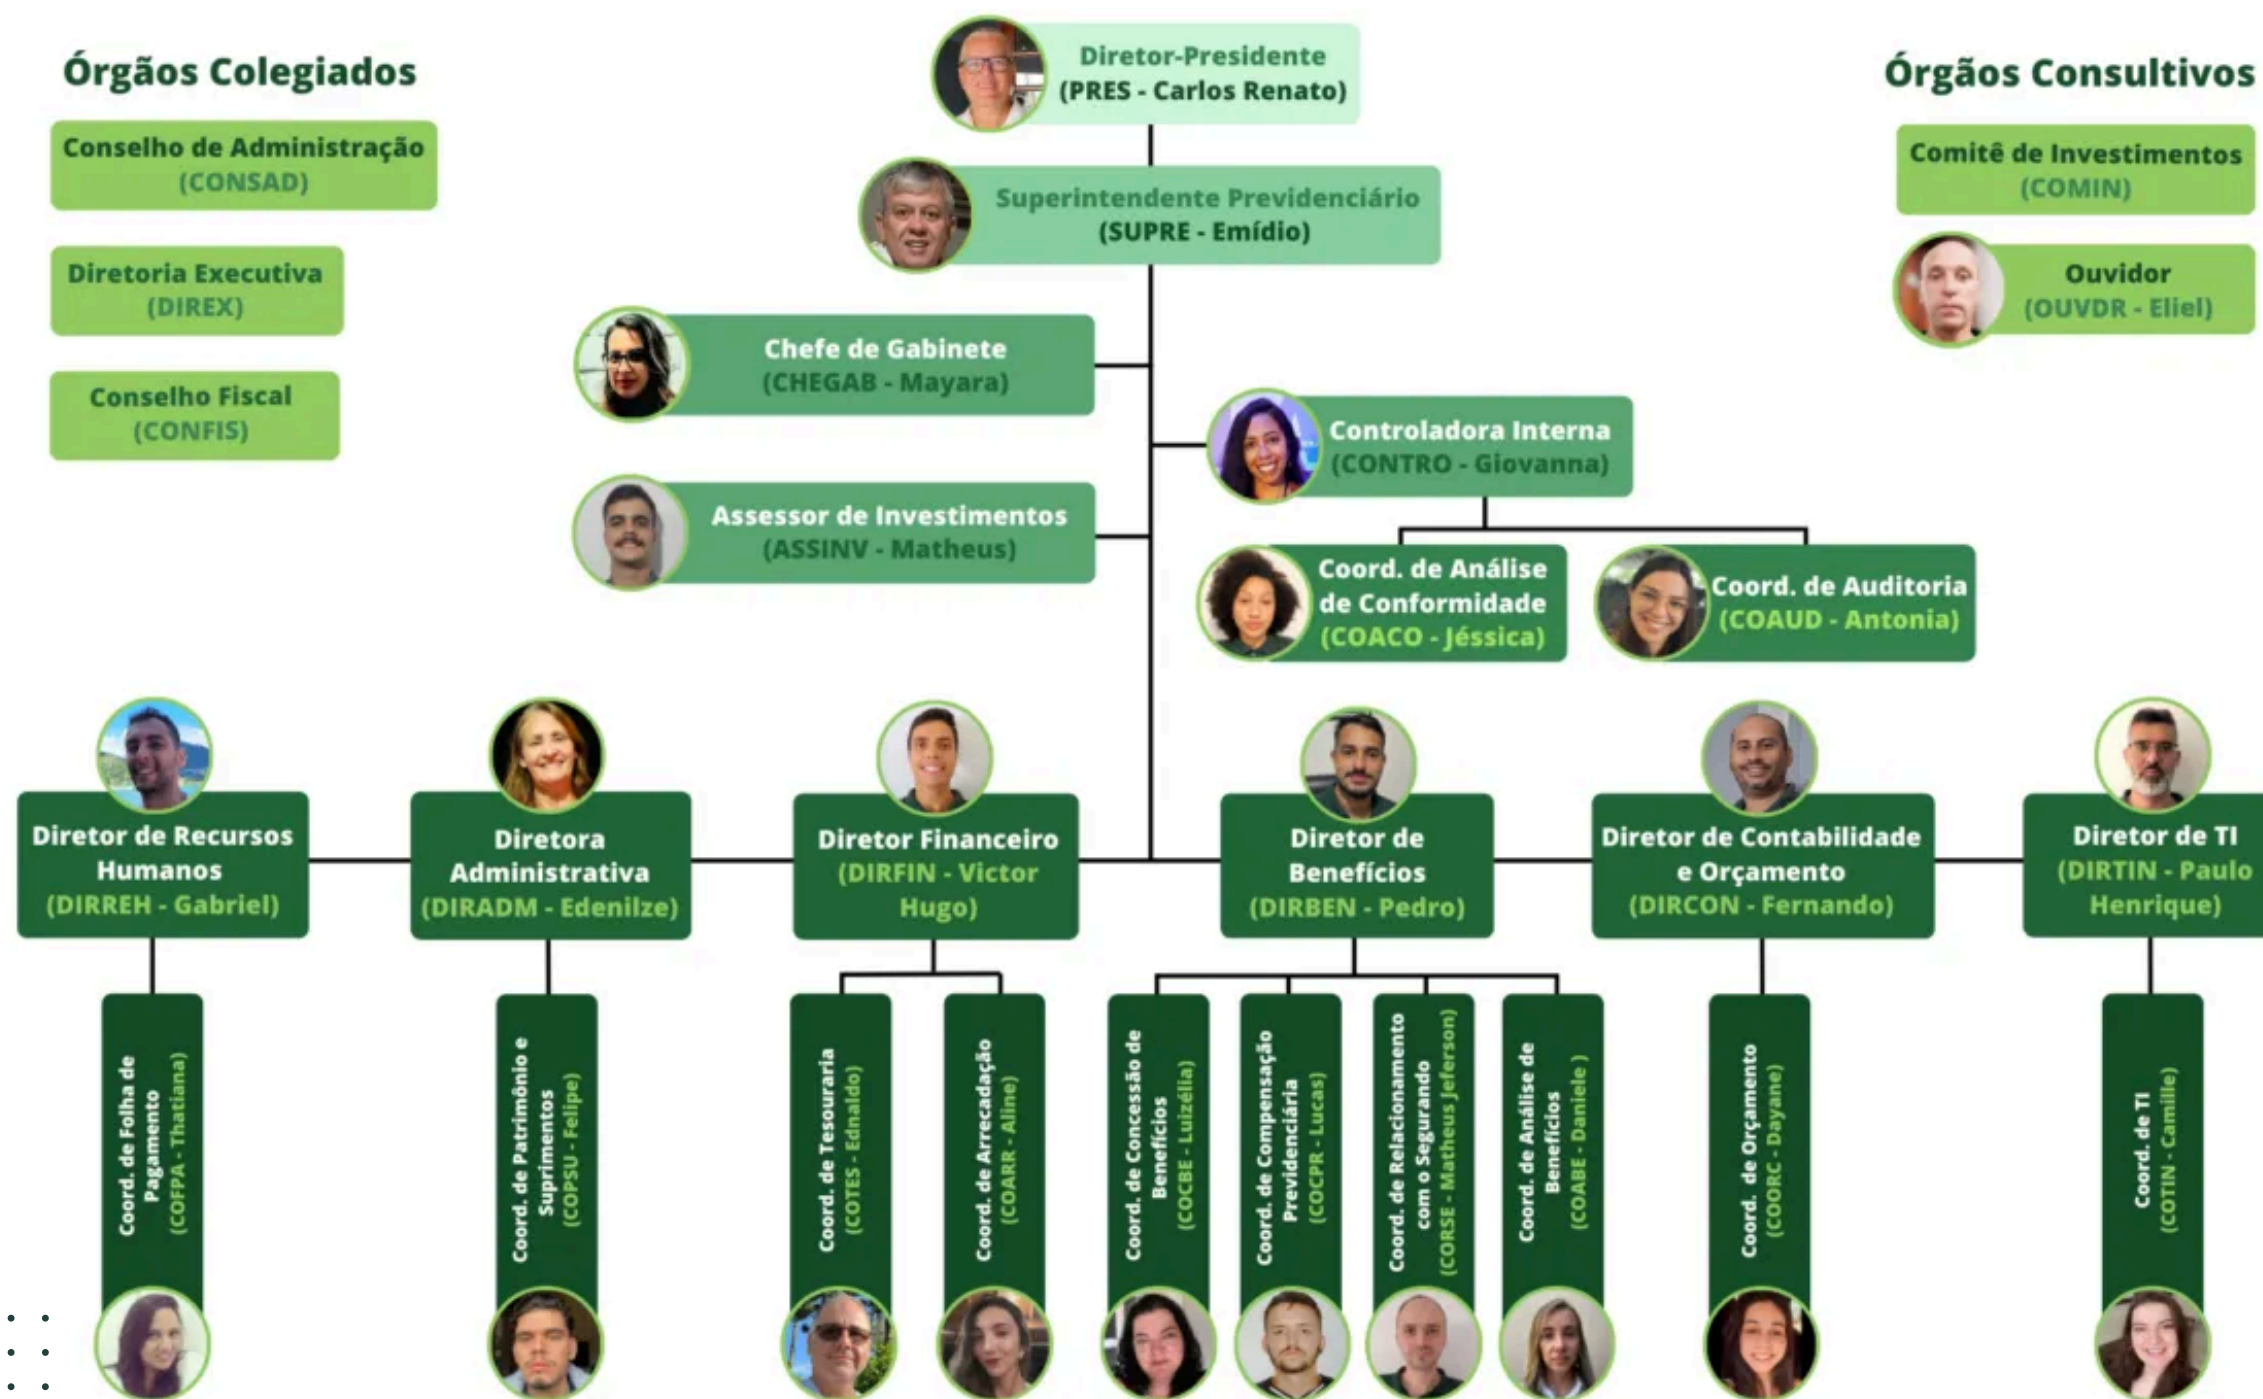 Órgãos Colegiados
Conselho de Administração
(CONSAD)
Diretoria Executiva
(DIREX)
Conselho Fiscal
(CONFIS)
Diretor-Presidente
(PRES - Carlos Renato)
Superintendente Previdenciário
(SUPRE - Emídio)
Órgãos Consultivos
Comitê de Investimentos
(COMIN)
Ouvidor
(OUVDR - Eliel)
Chefe de Gabinete
(CHEGAB - Mayara)
Assessor de Investimentos
(ASSINV - Matheus)
Controladora Interna
(CONTRO - Giovanna)
Coord. de Análise
de Conformidade
(COACO - Jéssica)
Coord. de Auditoria
(COAUD - Antonia)
Diretor de Recursos
Humanos
(DIRREH - Gabriel)
Diretora
Administrativa
(DIRADM - Edenilze)
Diretor Financeiro
(DIRFIN - Victor
Hugo)
Diretor de
Benefícios
(DIRBEN - Pedro)
Diretor de Contabilidade
e Orçamento
(DIRCON - Fernando)
Diretor de TI
(DIRTIN - Paulo
Henrique)
Coord. de Folha de
Pagamento
(COFPA - Thatiana)
Coord. de Patrimônio e
Suprimentos
(COPSU - Felipe)
Coord. de Tesouraria
(COTES - Ednaldo)
Coord. de Arrecadação
(COARR - Aline)
Coord. de Concessão de
Benefícios
(COCBE - Luizélia)
Coord. de Compensação
Previdenciária
(COCPR - Lucas)
Coord. de Relacionamento
com o Segurando
(CORSE - Matheus Jeferson)
Coord. de Análise de
Benefícios
(COABE - Daniele )
Coord. de Orçamento
(COORC - Dayane)
Coord. de TI
(COTIN - Camille)